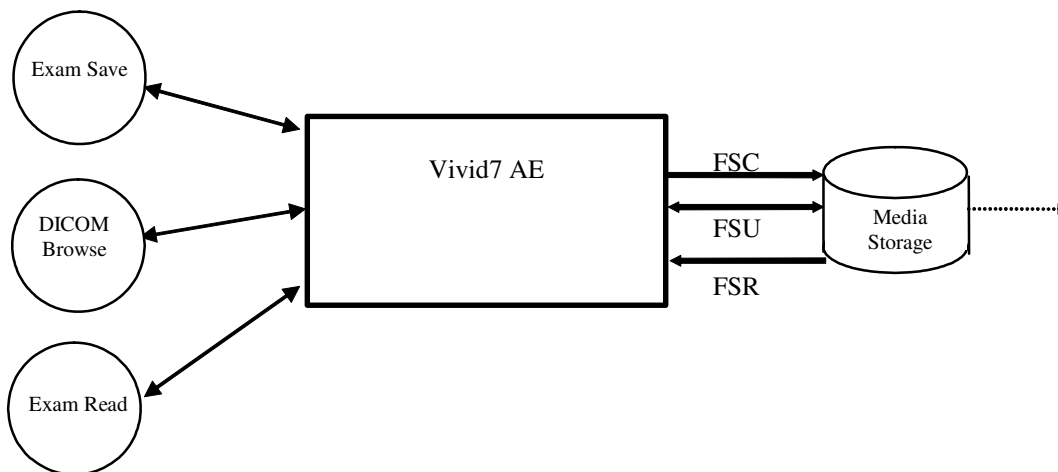 Exam Save
DICOM
Browse
Exam Read
Vivid7 AE
FSC
FSU
FSR
Media
Storage